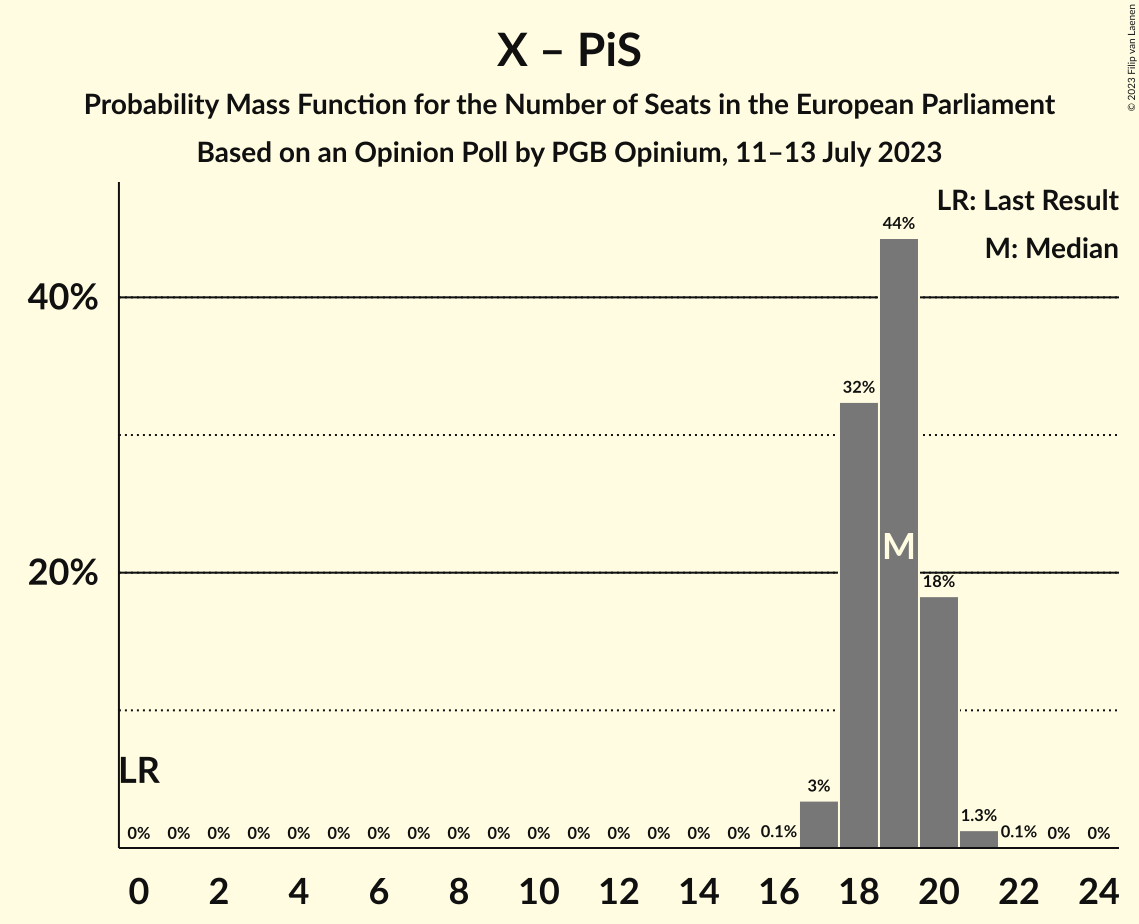 X – PiS
Probability Mass Function for the Number of Seats in the European Parliament
Based on an Opinion Poll by PGB Opinium, 11–13 July 2023
© 2023 Filip van Laenen
LR: Last Result
M: Median
44%
40%
32%
M
20%
18%
LR
3%
1.3%
0% 0% 0% 0% 0% 0% 0% 0% 0% 0% 0% 0% 0% 0% 0% 0% 0.1% 0.1% 0% 0%
0 2 4 6 8 10 12 14 16 18 20 22 24